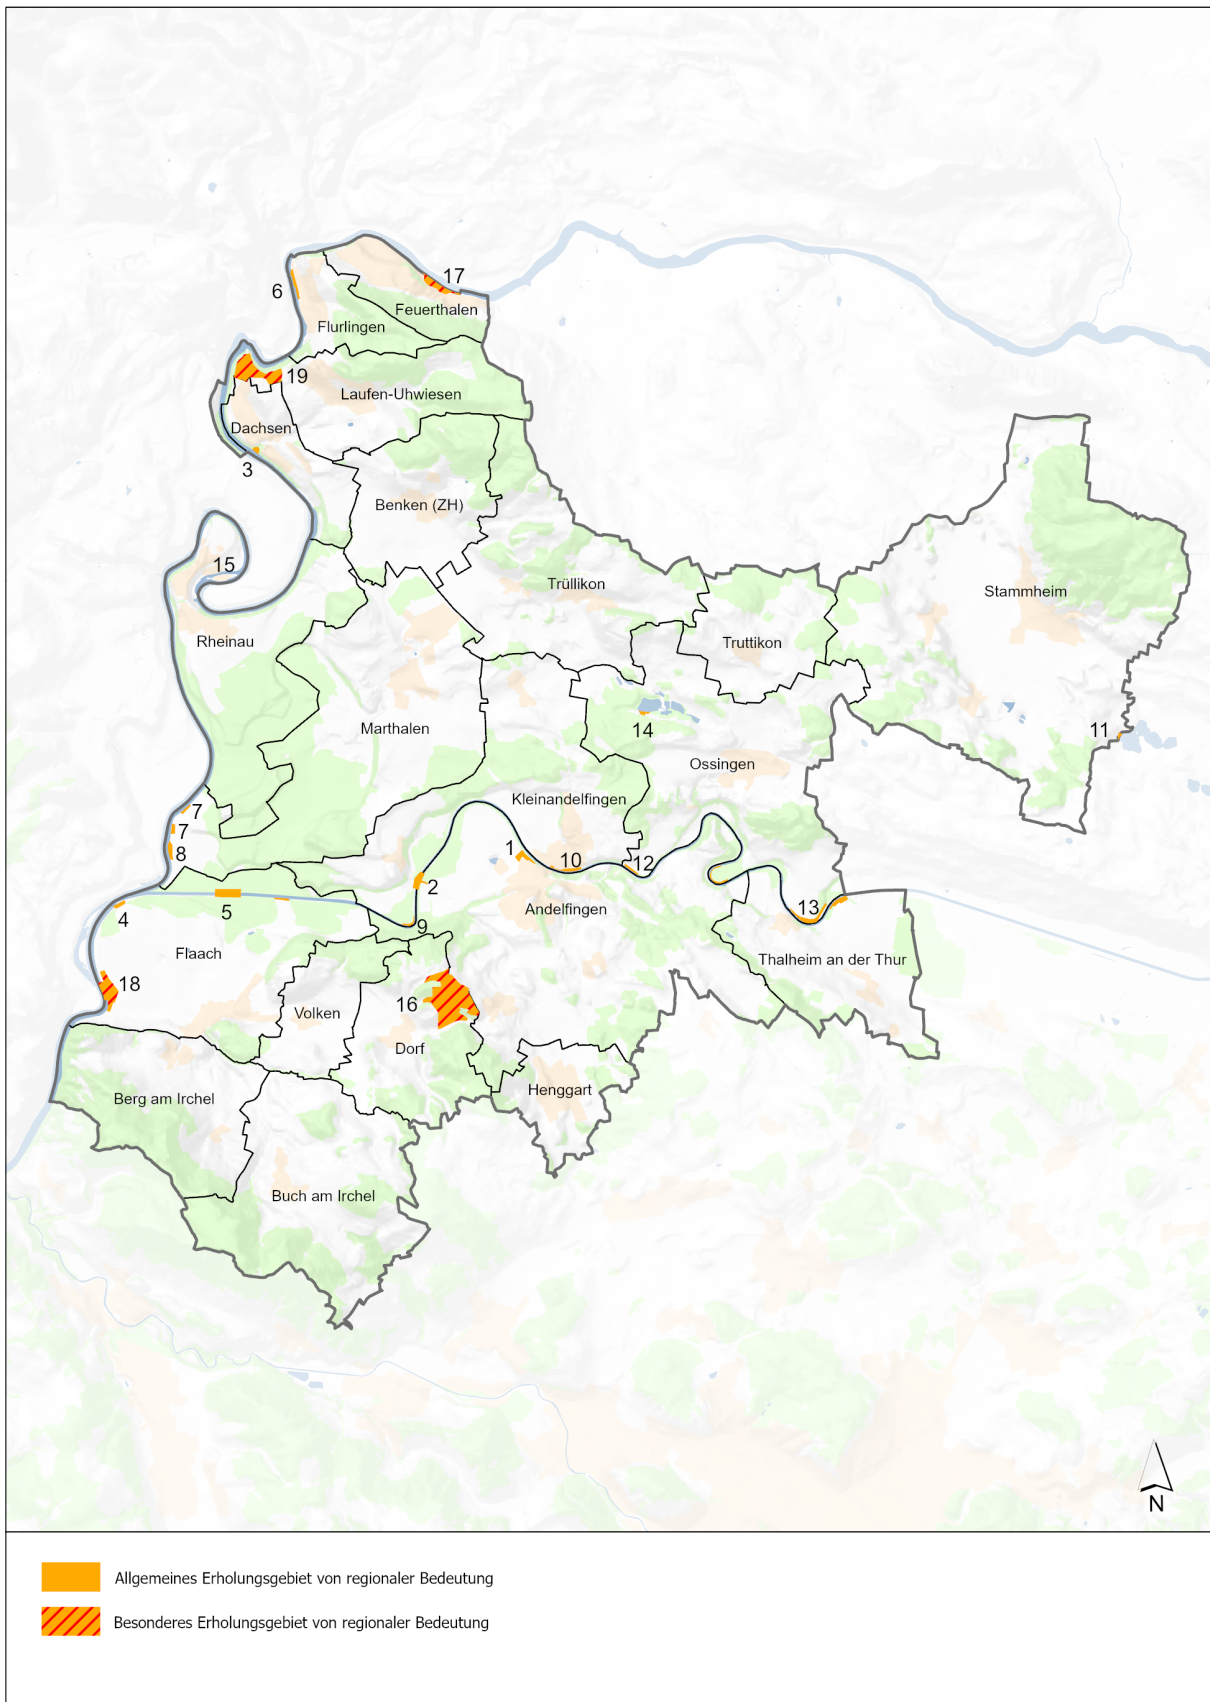 17
6
Feuerthalen
Flurlingen
19
Laufen-Uhwiesen
Dachsen
3
Benken (ZH)
15
Trüllikon
Stammheim
Rheinau
Truttikon
Marthalen
14
11
Ossingen
Kleinandelfingen
7
7
8
1
10
12
2
4
5
Andelfingen
13
9
Flaach
Thalheim an der Thur
18
16
Volken
Dorf
Henggart
Berg am Irchel
Buch am Irchel
N
Allgemeines Erholungsgebiet von regionaler Bedeutung
Besonderes Erholungsgebiet von regionaler Bedeutung